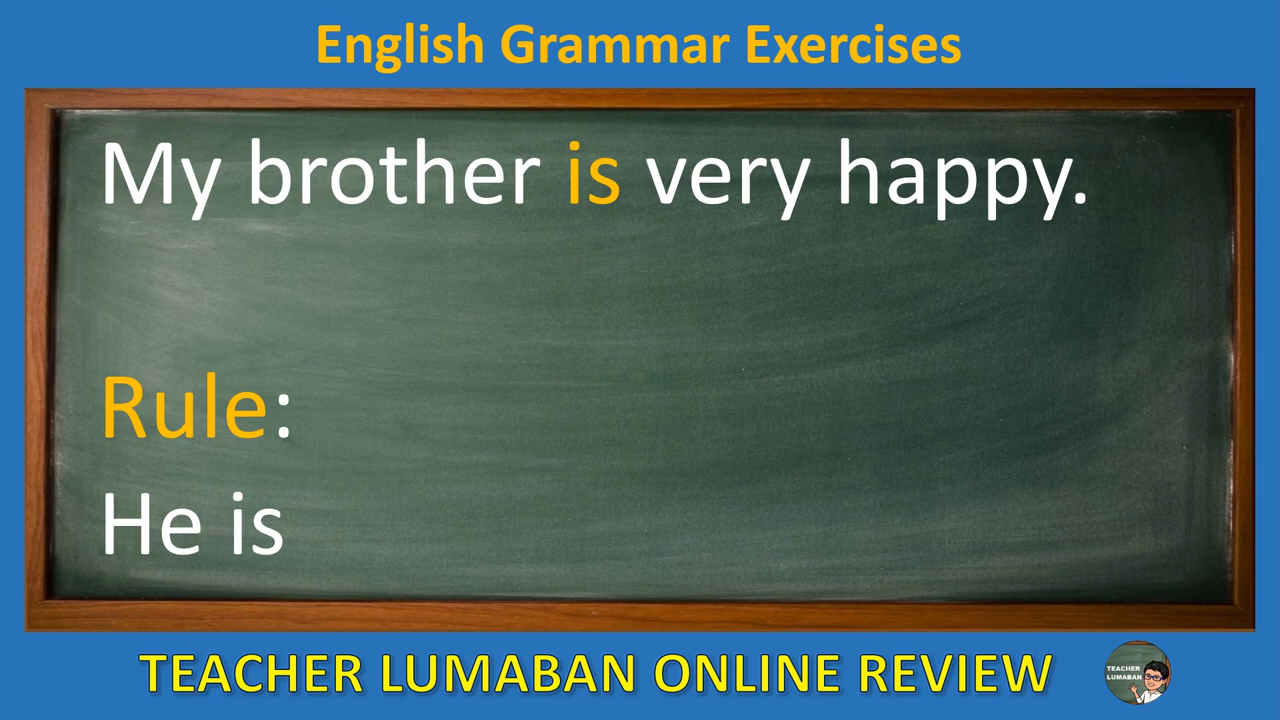 English Grammar Exercises
My brother is very happy.
Rule:
He is
TEACHER LUMABAN ONLINE REVIEW
TEACHER
LUMABAN